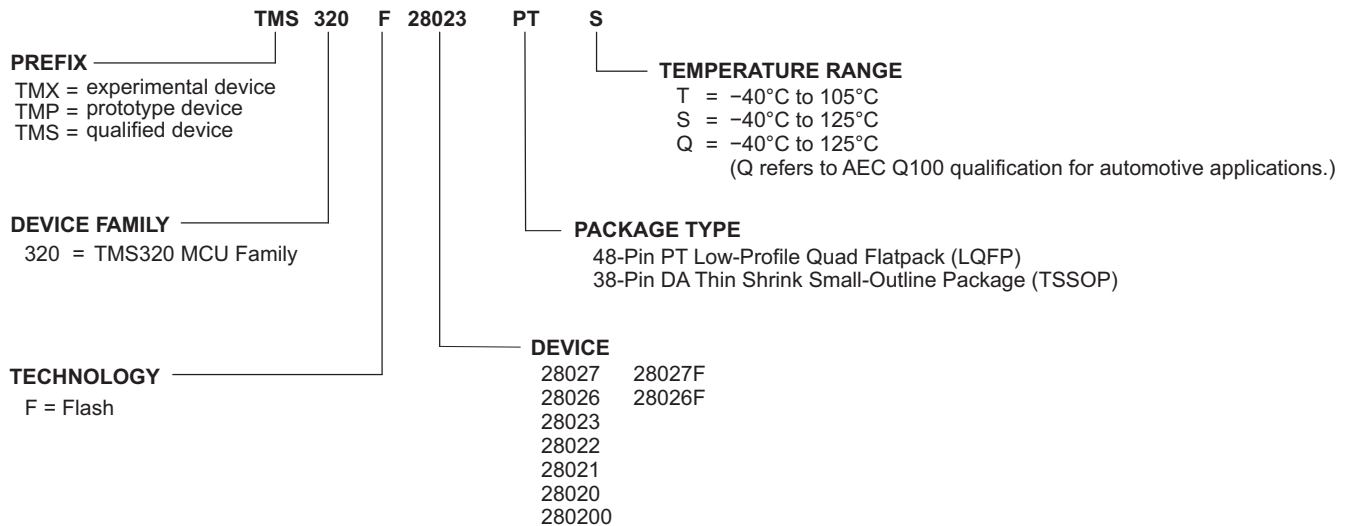 TMS 320 F 28023 PT S
PREFIX
TMX = experimental device
TMP = prototype device
TMS = qualified device
TEMPERATURE RANGE
T = −40°C to 105°C
S = −40°C to 125°C
Q = −40°C to 125°C
(Q refers to AEC Q100 qualification for automotive applications.)
DEVICE FAMILY
320 = TMS320 MCU Family
PACKAGE TYPE
48-Pin PT Low-Profile Quad Flatpack (LQFP)
38-Pin DA Thin Shrink Small-Outline Package (TSSOP)
TECHNOLOGY
F = Flash
DEVICE
28027 28027F
28026 28026F
28023
28022
28021
28020
280200